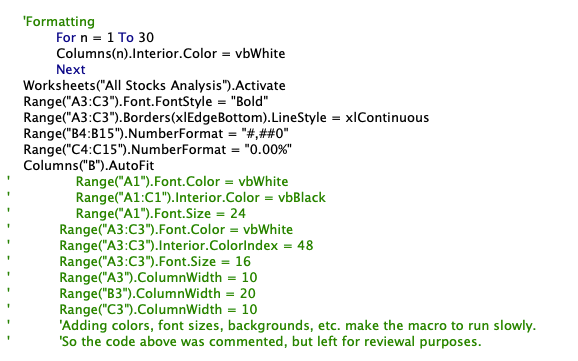 'Formatting
For n = 1 To 30
Columns(n).Interior.Color = vbWhite
Next
Worksheets("All Stocks Analysis").Activate
Range("A3:C3").Font.FontStyle = "Bold"
Range("A3:C3").Borders(xlEdgeBottom).LineStyle = xlContinuous
Range("B4:B15").NumberFormat = "#,##0"
Range("C4:C15").NumberFormat = "0.00%"
Columns("B").AutoFit
' Range("A1").Font.Color = vbWhite
' Range("A1:C1").Interior.Color = vbBlack
' Range("A1").Font.Size = 24
' Range("A3:C3").Font.Color = vbWhite
' Range("A3:C3").Interior.ColorIndex = 48
' Range("A3:C3").Font.Size = 16
' Range("A3").ColumnWidth = 10
' Range("B3").ColumnWidth = 20
' Range("C3").ColumnWidth = 10
' 'Adding colors, font sizes, backgrounds, etc. make the macro to run slowly.
' 'So the code above was commented, but left for reviewal purposes.